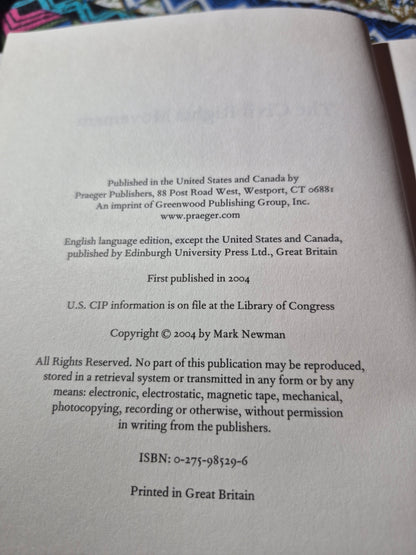 Published in the United States and Canada by
Praeger Publishers, 88 Post Road West, Westport, CT 06881
An imprint of Greenwood Publishing Group, Inc.
www.praeger.com
English language edition, except the United States and Canada,
published by Edinburgh University Press Ltd., Great Britain
First published in 2004
U.S. CIP information is on file at the Library of Congress
Copyright © 2004 by Mark Newman
All Rights Reserved. No part of this publication may be reproduced,
stored in a retrieval system or transmitted in any form or by any
means: electronic, electrostatic, magnetic tape, mechanical,
photocopying, recording or otherwise, without permission
in writing from the publishers.
ISBN: 0-275-98529-6
Printed in Great Britain